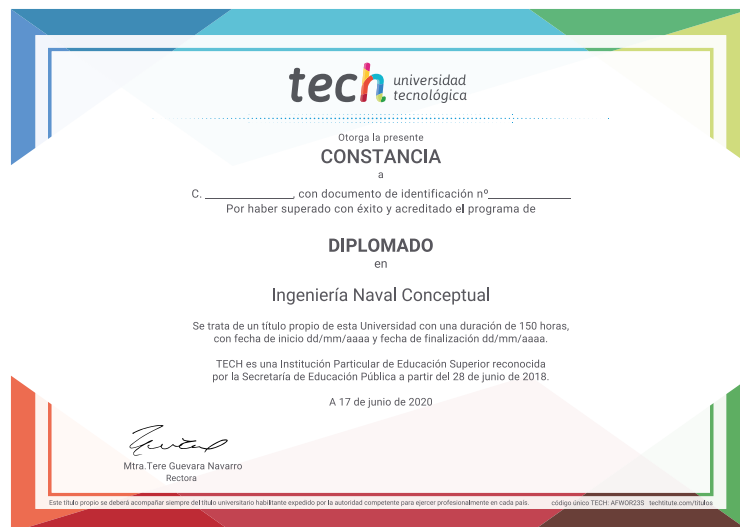 tech universidad
tecnológica
Otorga la presente
CONSTANCIA
a
C. ______________, con documento de identificación nº______________
Por haber superado con éxito y acreditado el programa de
DIPLOMADO
en
Ingeniería Naval Conceptual
Se trata de un título propio de esta Universidad con una duración de 150 horas,
con fecha de inicio dd/mm/aaaa y fecha de finalización dd/mm/aaaa.
TECH es una Institución Particular de Educación Superior reconocida
por la Secretaría de Educación Pública a partir del 28 de junio de 2018.
A 17 de junio de 2020
Mtra.Tere Guevara Navarro
Rectora
Este título propio se deberá acompañar siempre del título universitario habilitante expedido por la autoridad competente para ejercer profesionalmente en cada país. código único TECH: AFWOR23S techtitute.com/titulos